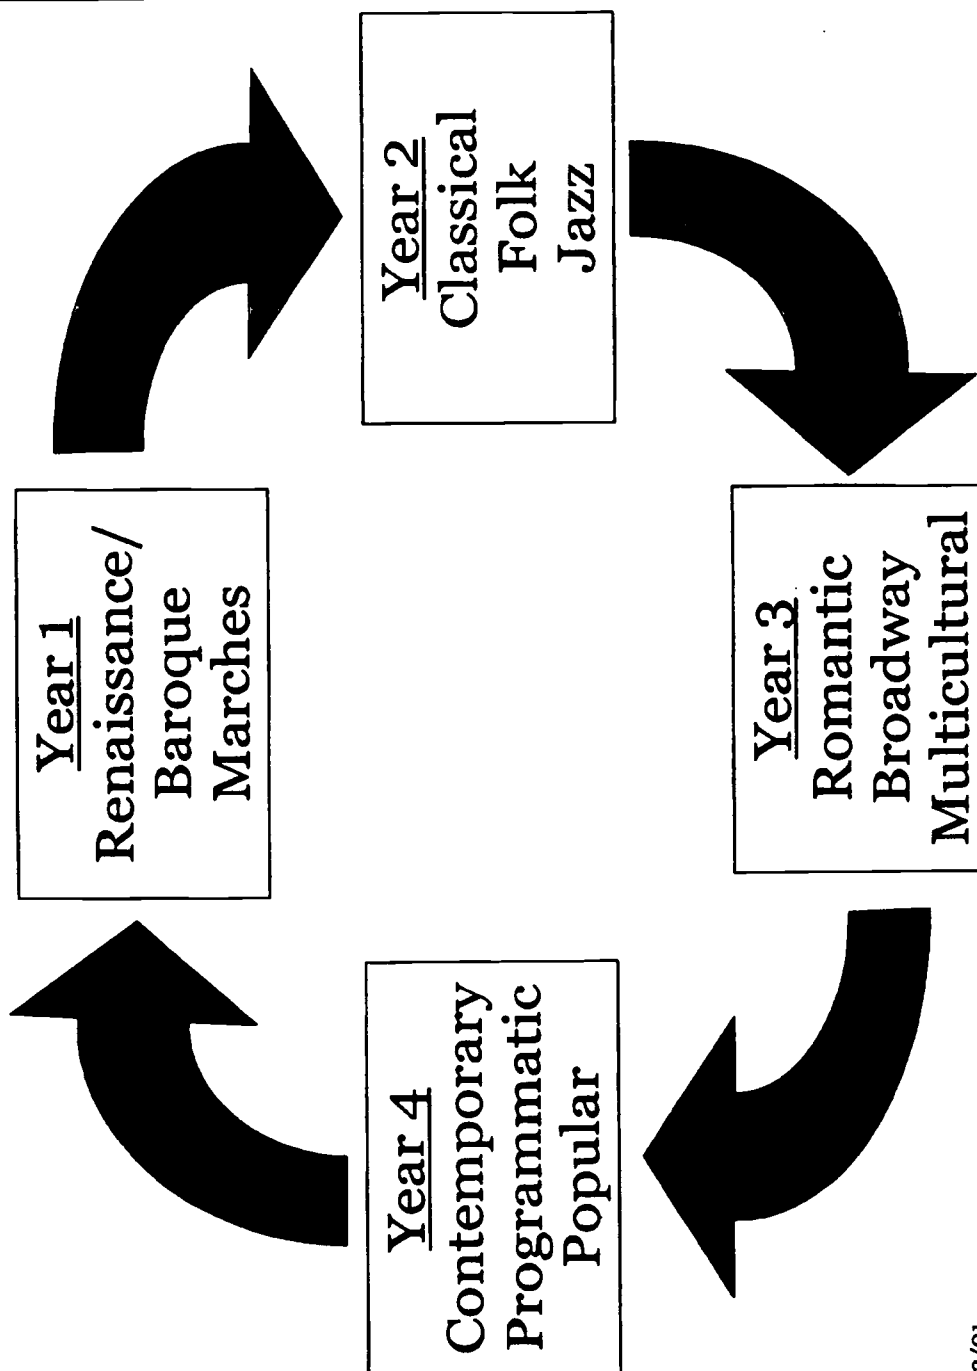 Year 1
Renaissance/
Baroque
Marches
Year 2
Classical
Folk
Jazz
Year 3
Romantic
Broadway
Multicultural
Year 4
Contemporary
Programmatic
Popular